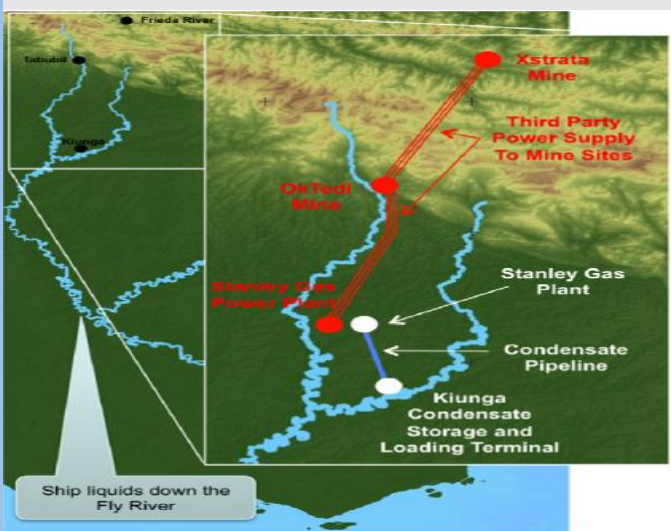 Frieda River
Tabubil
Kiunga
Xstrata
Mine
Third Party
Power Supply
To Mine Sites
OkTedi
Mine
Stanley Gas
Power Plant
Stanley Gas
Plant
Condensate
Pipeline
Kiunga
Condensate
Storage and
Loading Terminal
Ship liquids down the
Fly River